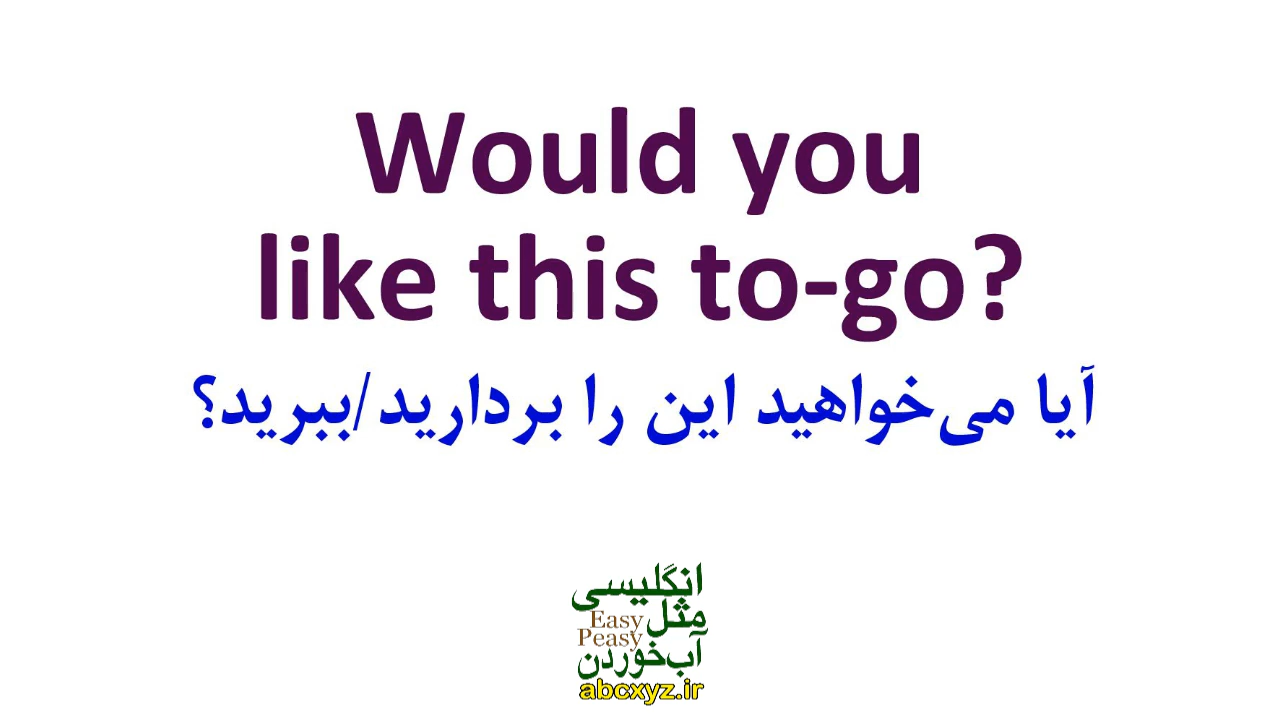 Would you
like this to-go?
آیا می‌خواهید این را بردارید/ببرید؟
انگلیسی
مثل
Easy
Peasy
آب‌خوردن
abcxyz.ir